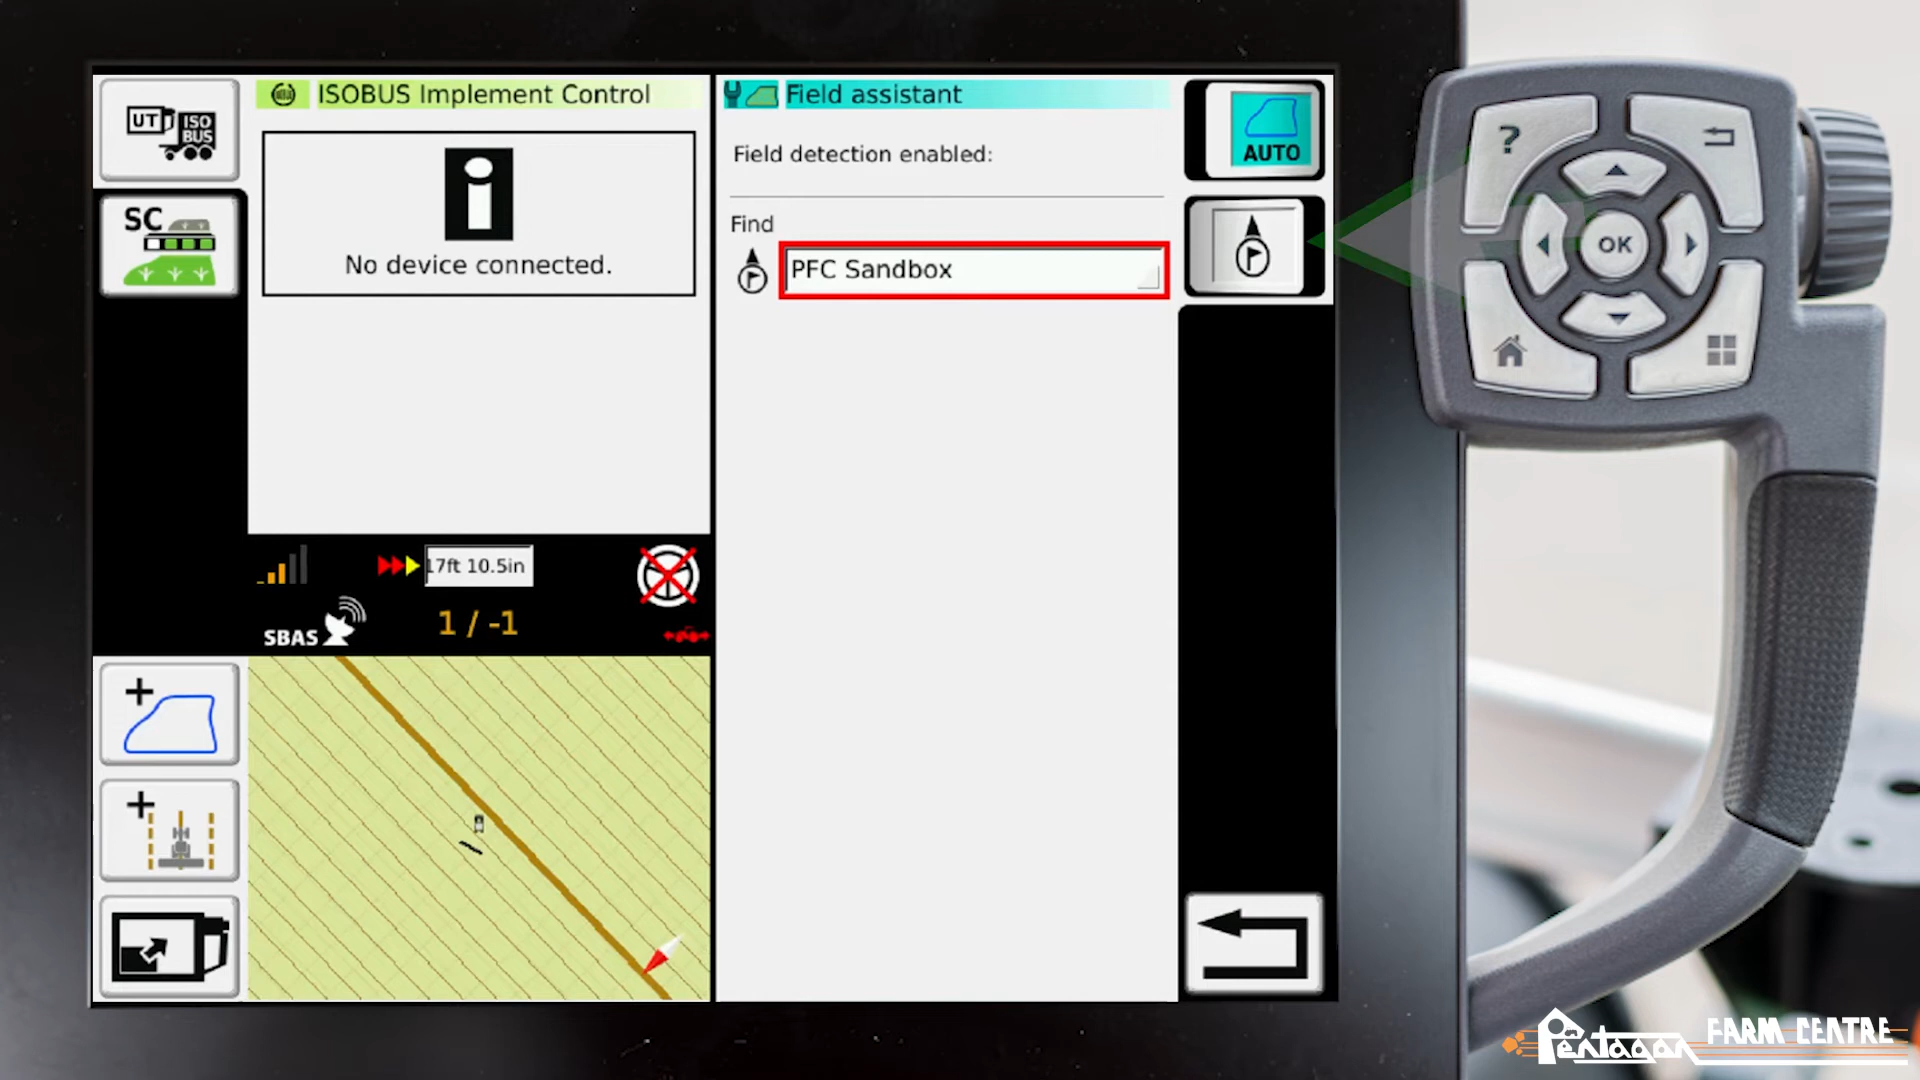 UT ISO BUS
ISOBUS Implement Control
No device connected.
SC
17ft 10.5in
SBAS
1 / -1
Field assistant
Field detection enabled:
Find
PFC Sandbox
AUTO
?
OK
Pentagon FARM CENTRE